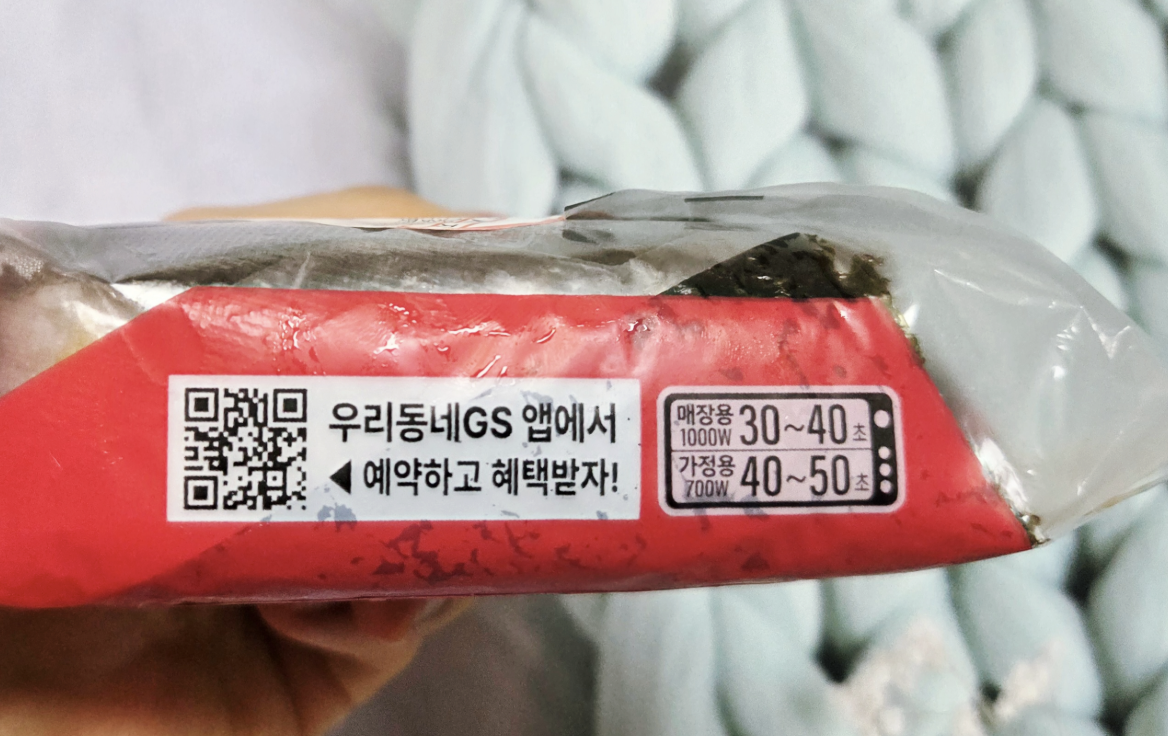 우리동네GS 앱에서
◀ 예약하고 혜택받자!
매장용 1000W 30~40초
가정용 700W 40~50초